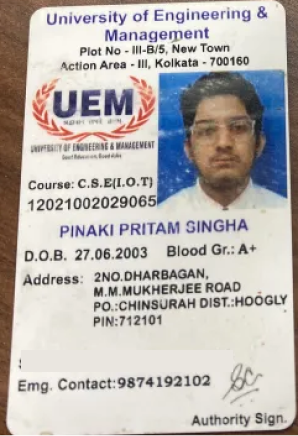 University of Engineering &
Management
Plot No - III-B/5, New Town
Action Area - III, Kolkata - 700160
UEM
UNIVERSITY OF ENGINEERING & MANAGEMENT
Course: C.S.E(I.O.T)
12021002029065
PINAKI PRITAM SINGHA
D.O.B. 27.06.2003 Blood Gr.: A+
Address: 2NO.DHARBAGAN,
M.M.MUKHERJEE ROAD
PO.:CHINSURAH DIST.:HOOGLY
PIN:712101
Emg. Contact:9874192102
Authority Sign.